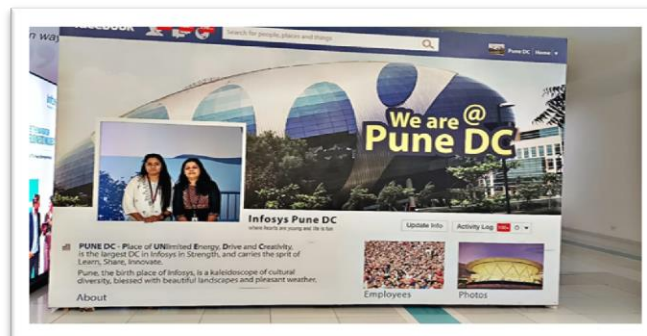 facebook
Search for people, places and things
Pune DC Home
We are @
Pune DC
Infosys Pune DC
where hearts are young and life is fast
Update Info Activity Log 100+
PUNE DC - Place of UNlimited Energy, Drive and Creativity,
is the largest DC in Infosys in Strength, and carries the sprit of
Learn, Share, Innovate.
Pune, the birth place of Infosys, is a kaleidoscope of cultural
diversity, blessed with beautiful landscapes and pleasant weather.
About
Employees Photos